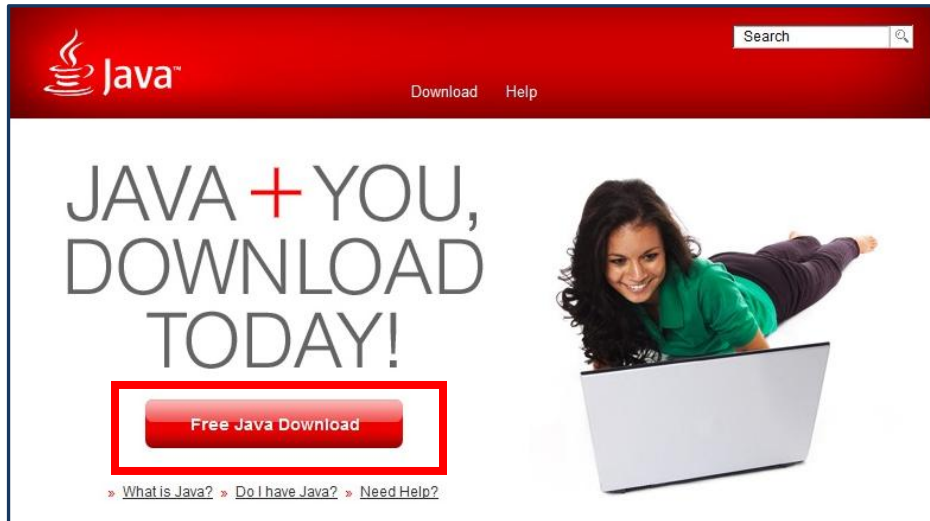 Search
Java™
Download Help
JAVA + YOU,
DOWNLOAD
TODAY!
Free Java Download
» What is Java? » Do I have Java? » Need Help?